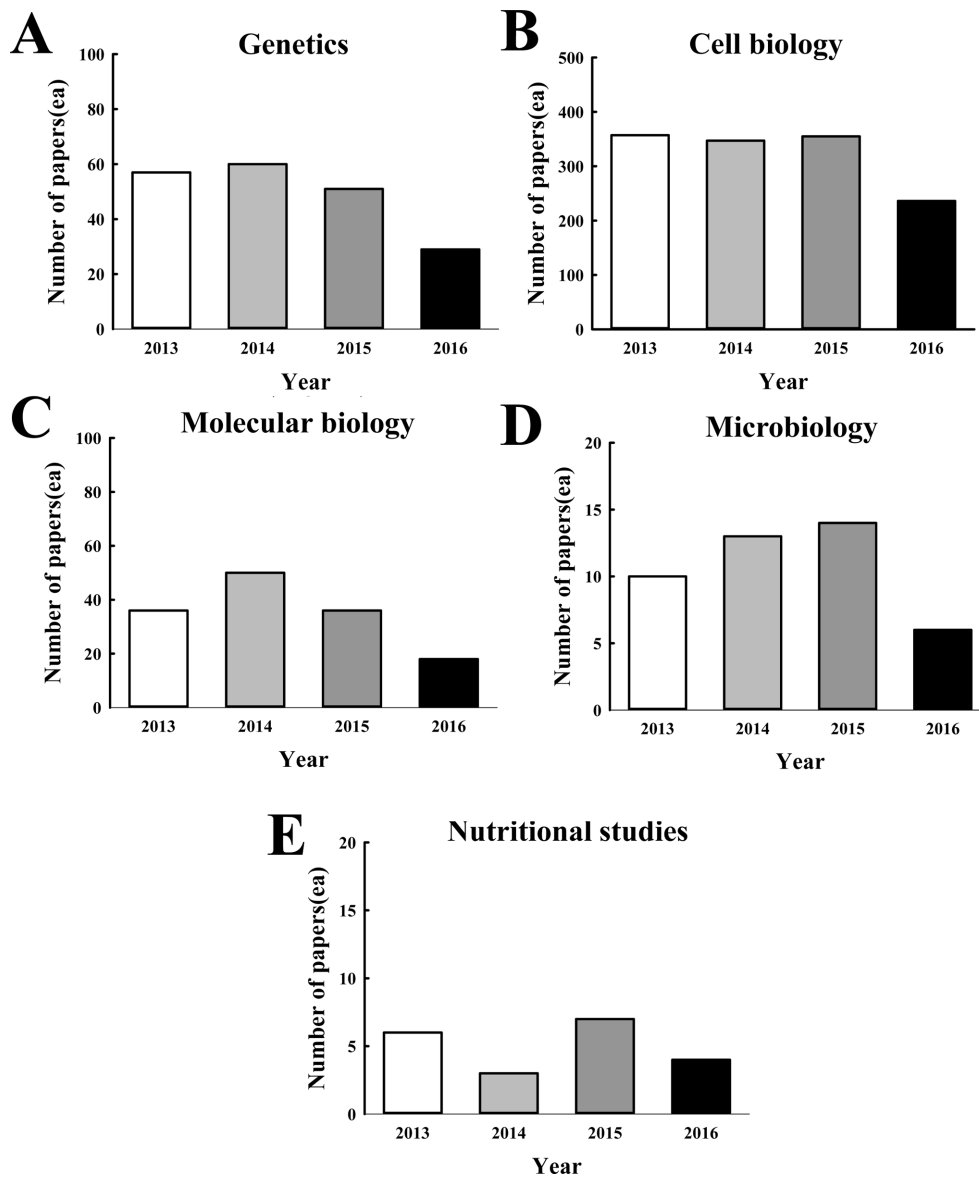 A
Genetics
Number of papers(ea)
100
80
60
40
20
0
2013 2014 2015 2016
Year
B
Cell biology
Number of papers(ea)
500
400
300
200
100
0
2013 2014 2015 2016
Year
C
Molecular biology
Number of papers(ea)
100
80
60
40
20
0
2013 2014 2015 2016
Year
D
Microbiology
Number of papers(ea)
20
15
10
5
0
2013 2014 2015 2016
Year
E
Nutritional studies
Number of papers(ea)
20
15
10
5
0
2013 2014 2015 2016
Year